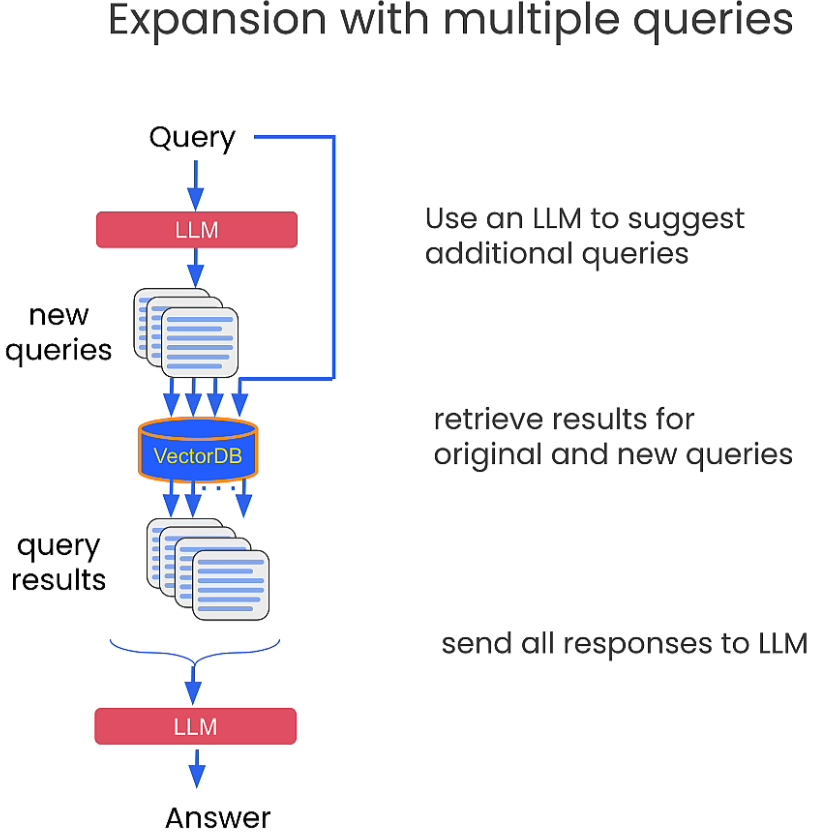 Expansion with multiple queries
Query
LLM
Use an LLM to suggest
additional queries
new
queries
retrieve results for
original and new queries
VectorDB
query
results
send all responses to LLM
LLM
Answer